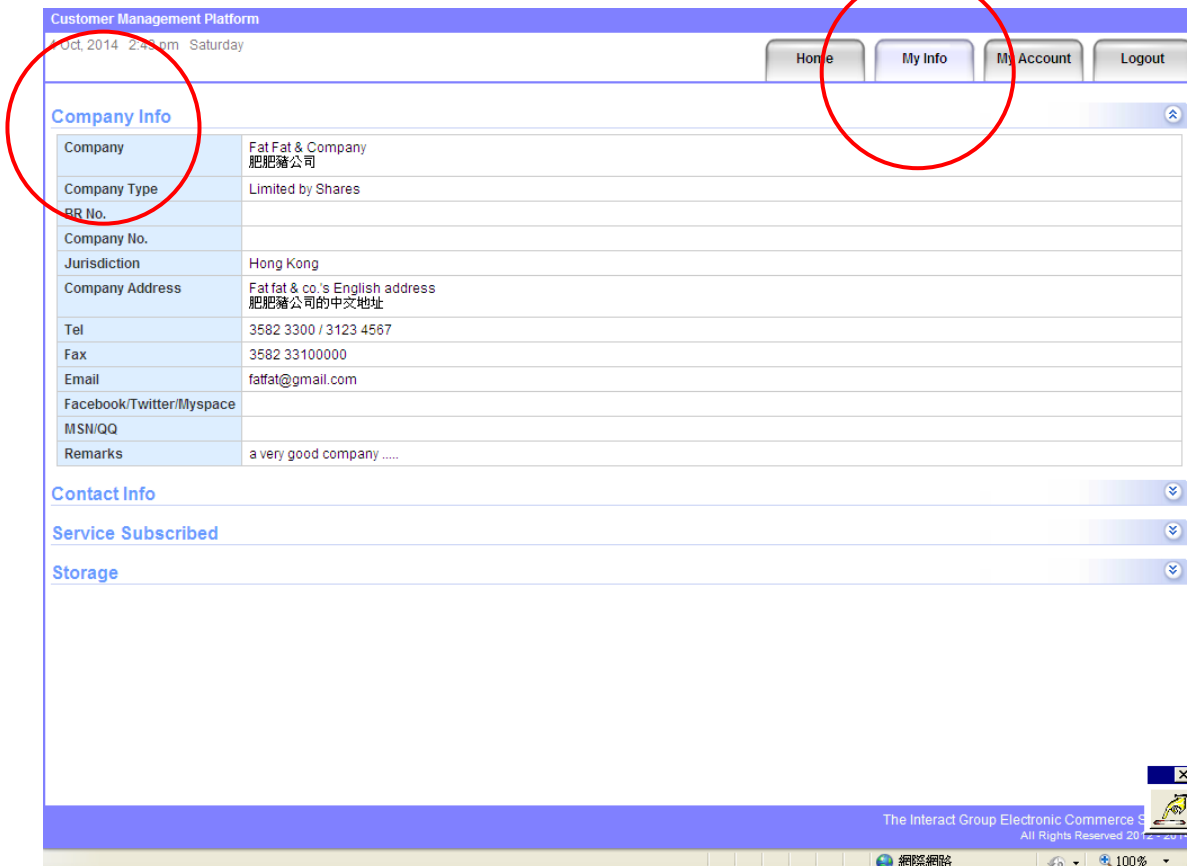 Customer Management Platform
Oct, 2014 2:43 pm Saturday
Home My Info My Account Logout
Company Info
Company Fat Fat & Company
肥肥豬公司
Company Type Limited by Shares
BR No.
Company No.
Jurisdiction Hong Kong
Company Address Fat fat & co.'s English address
肥肥豬公司的中文地址
Tel 3582 3300 / 3123 4567
Fax 3582 33100000
Email fatfat@gmail.com
Facebook/Twitter/Myspace
MSN/QQ
Remarks a very good company .....
Contact Info
Service Subscribed
Storage
The Interact Group Electronic Commerce
All Rights Reserved 2012 - 2014
網際網路 100%